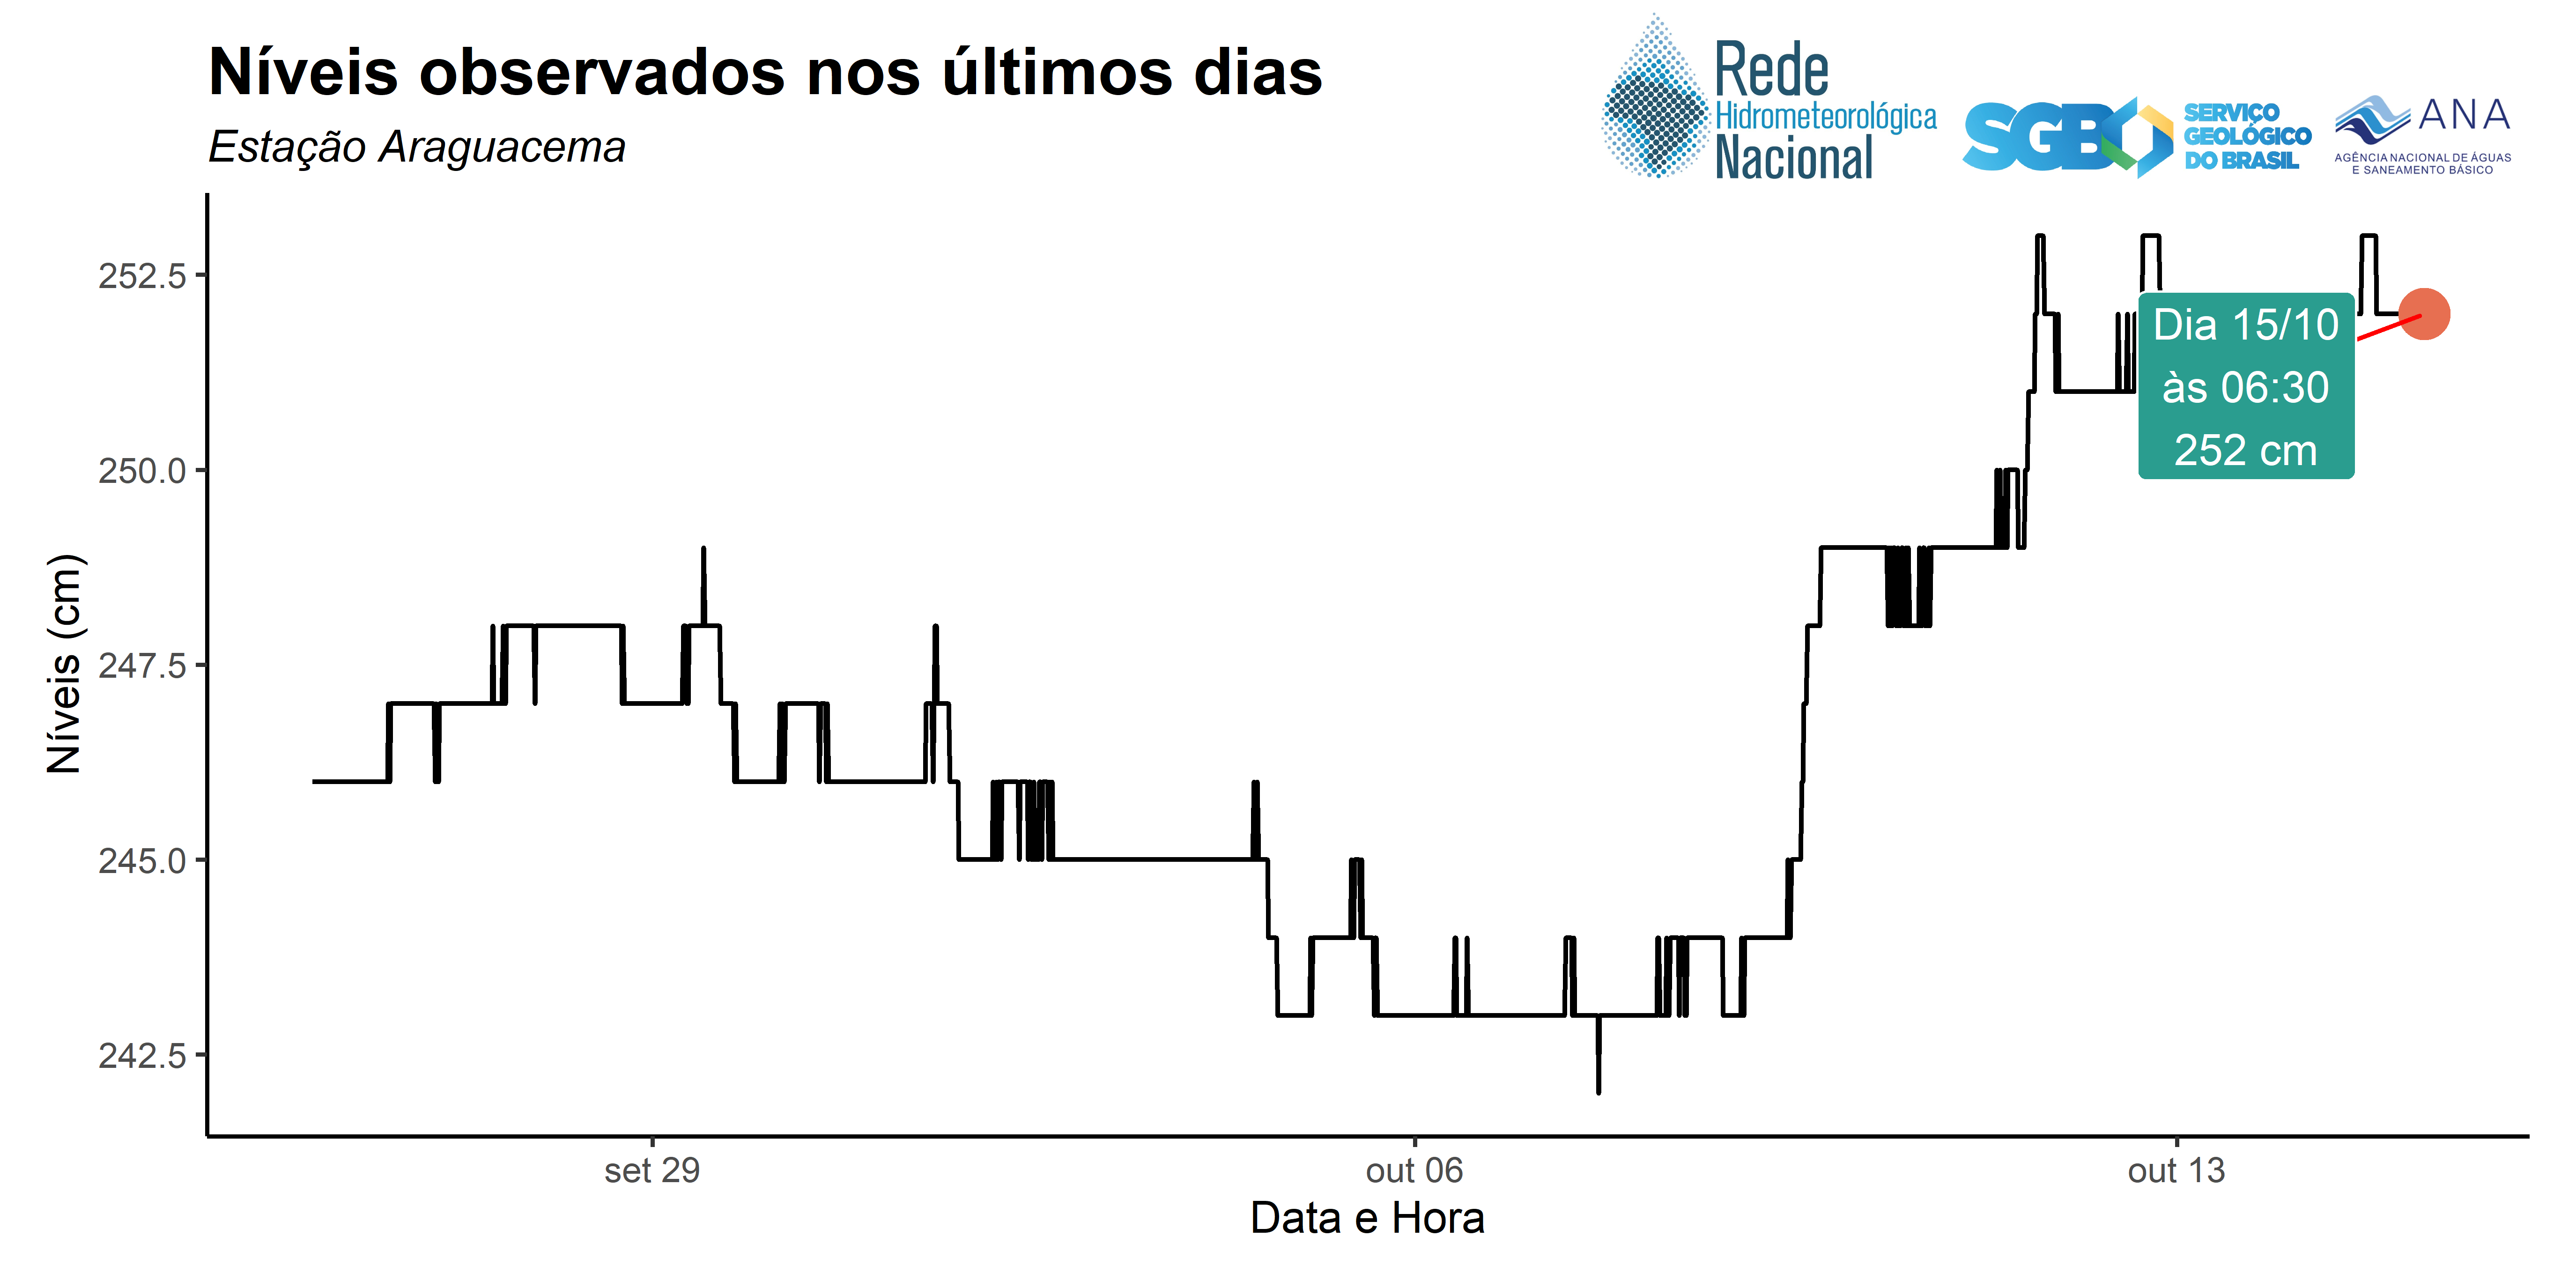 Níveis observados nos últimos dias
Estação Araguacema
Rede
Hidrometeorológica
Nacional
SGB
SERVIÇO
GEOLÓGICO
DO BRASIL
ANA
AGÊNCIA NACIONAL DE ÁGUAS
E SANEAMENTO BÁSICO
252.5
250.0
247.5
245.0
242.5
Níveis (cm)
Dia 15/10
às 06:30
252 cm
set 29
out 06
out 13
Data e Hora